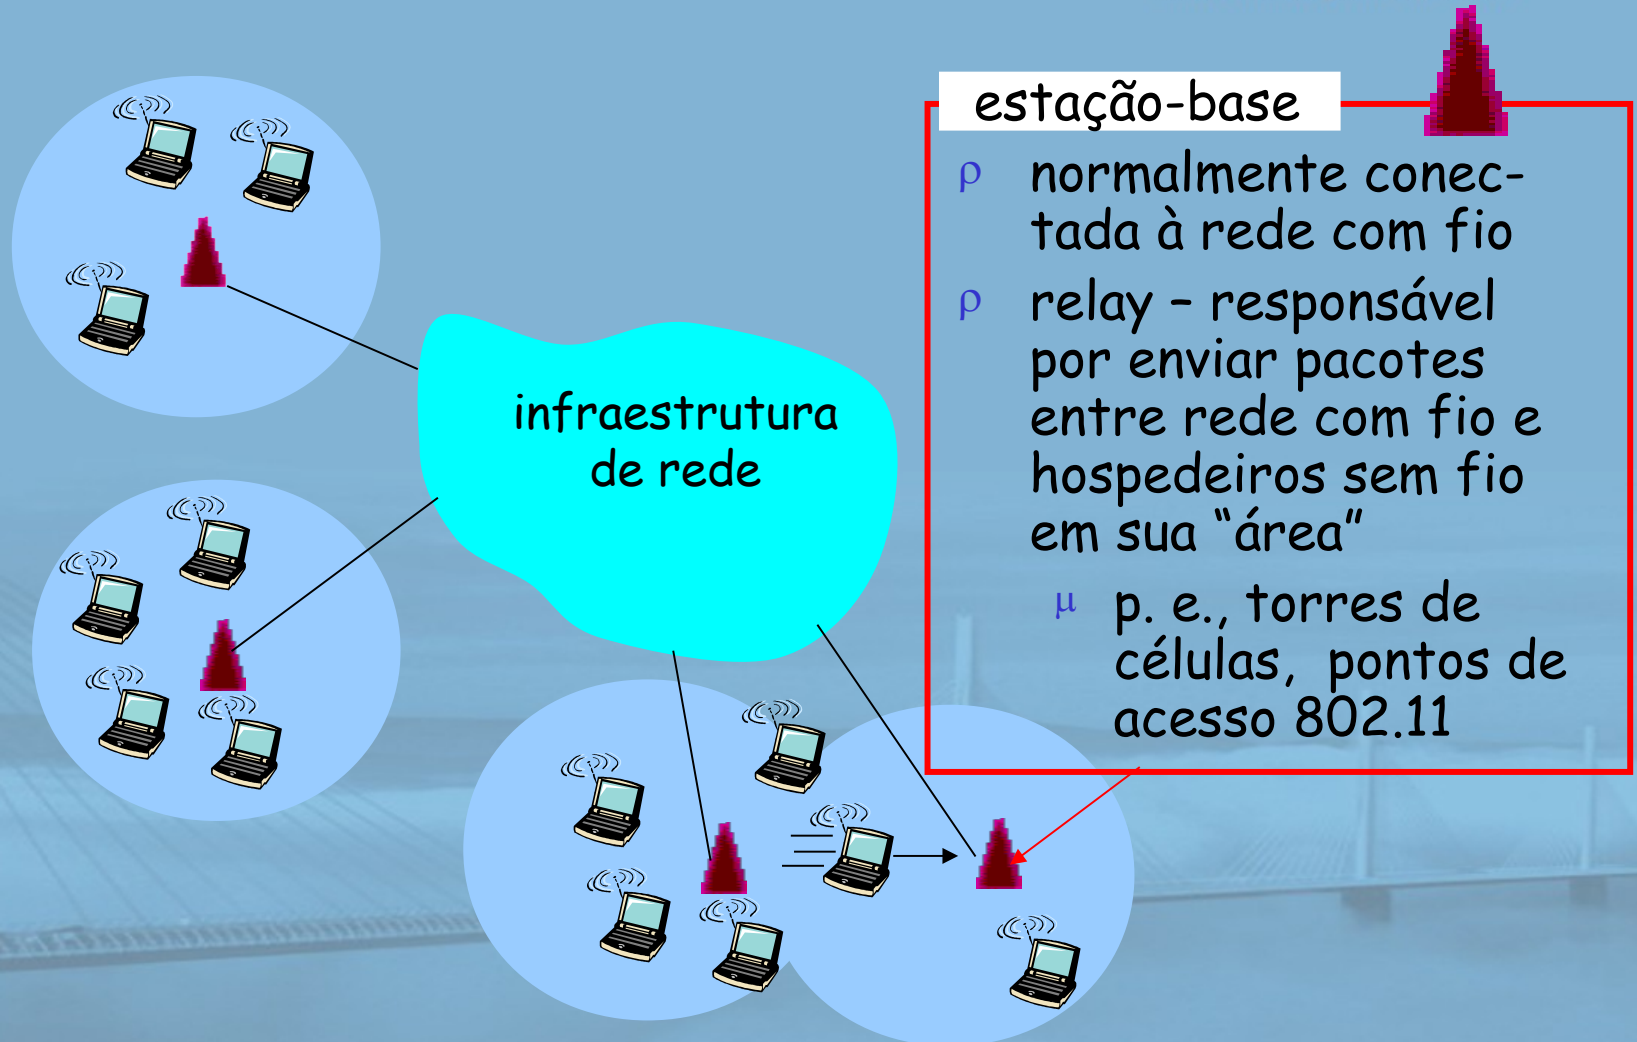 estação-base
ρ normalmente conec-
tada à rede com fio
ρ relay – responsável
por enviar pacotes
entre rede com fio e
hospedeiros sem fio
em sua “área”
μ p. e., torres de
células, pontos de
acesso 802.11
infraestrutura
de rede